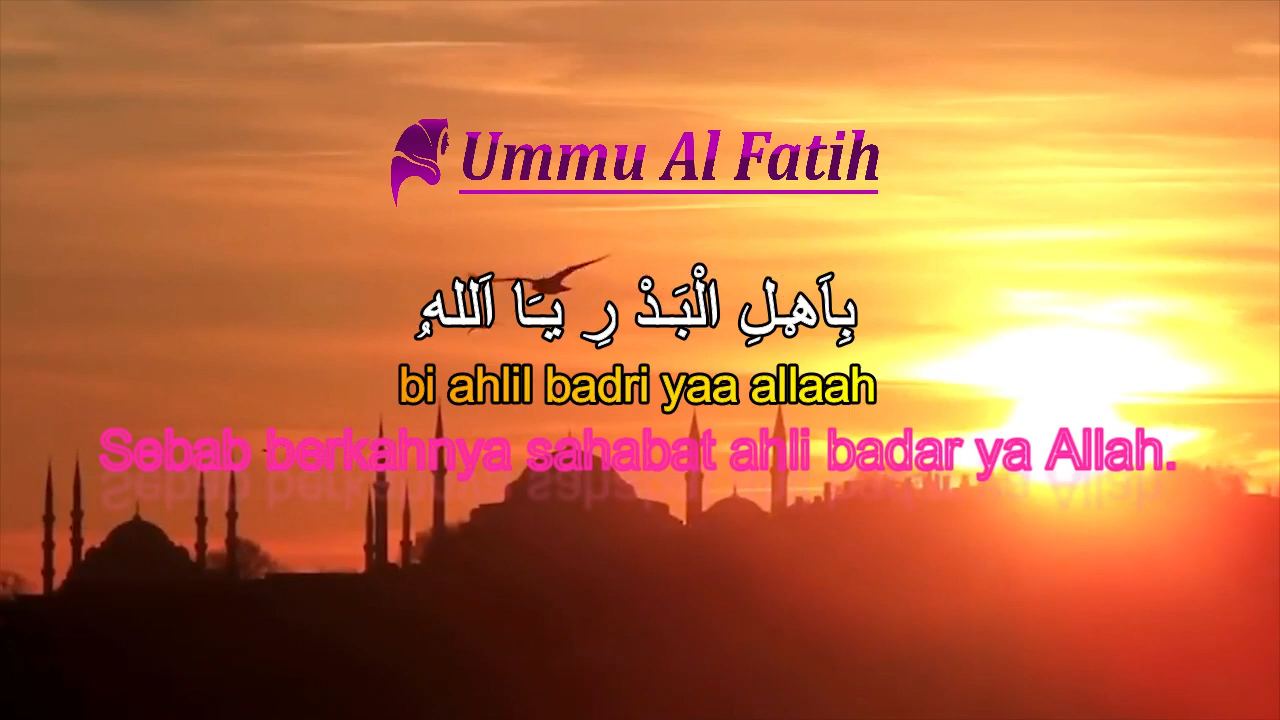 Ummu Al Fatih
بِاَهْلِ الْبَدْرِ يَا اَللهُ
bi ahlil badri yaa allaah
Sebab berkahnya sahabat ahli badar ya Allah.